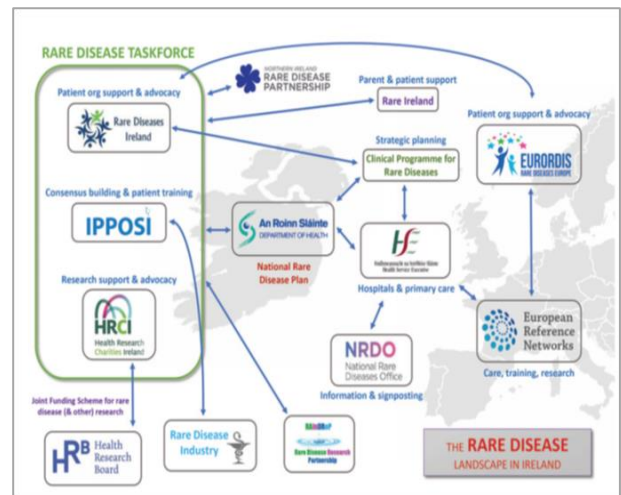 RARE DISEASE TASKFORCE
NORTHERN IRELAND
RARE DISEASE
PARTNERSHIP
Patient org support & advocacy
Rare Diseases
Ireland
Parent & patient support
Rare Ireland
Patient org support & advocacy
EURORDIS
RARE DISEASES EUROPE
Strategic planning
Clinical Programme for
Rare Diseases
Consensus building & patient training
IPPOSI
An Roinn Sláinte
DEPARTMENT OF HEALTH
National Rare
Disease Plan
Health Service Executive
Hospitals & primary care
Research support & advocacy
HRCI
Health Research
Charities Ireland
European
Reference
Networks
Care, training, research
NRDO
National Rare
Diseases Office
Information & signposting
Joint Funding Scheme for rare
disease (& other) research
HRB Health
Research
Board
Rare Disease
Industry
Rare Disease Research
Partnership
THE RARE DISEASE
LANDSCAPE IN IRELAND